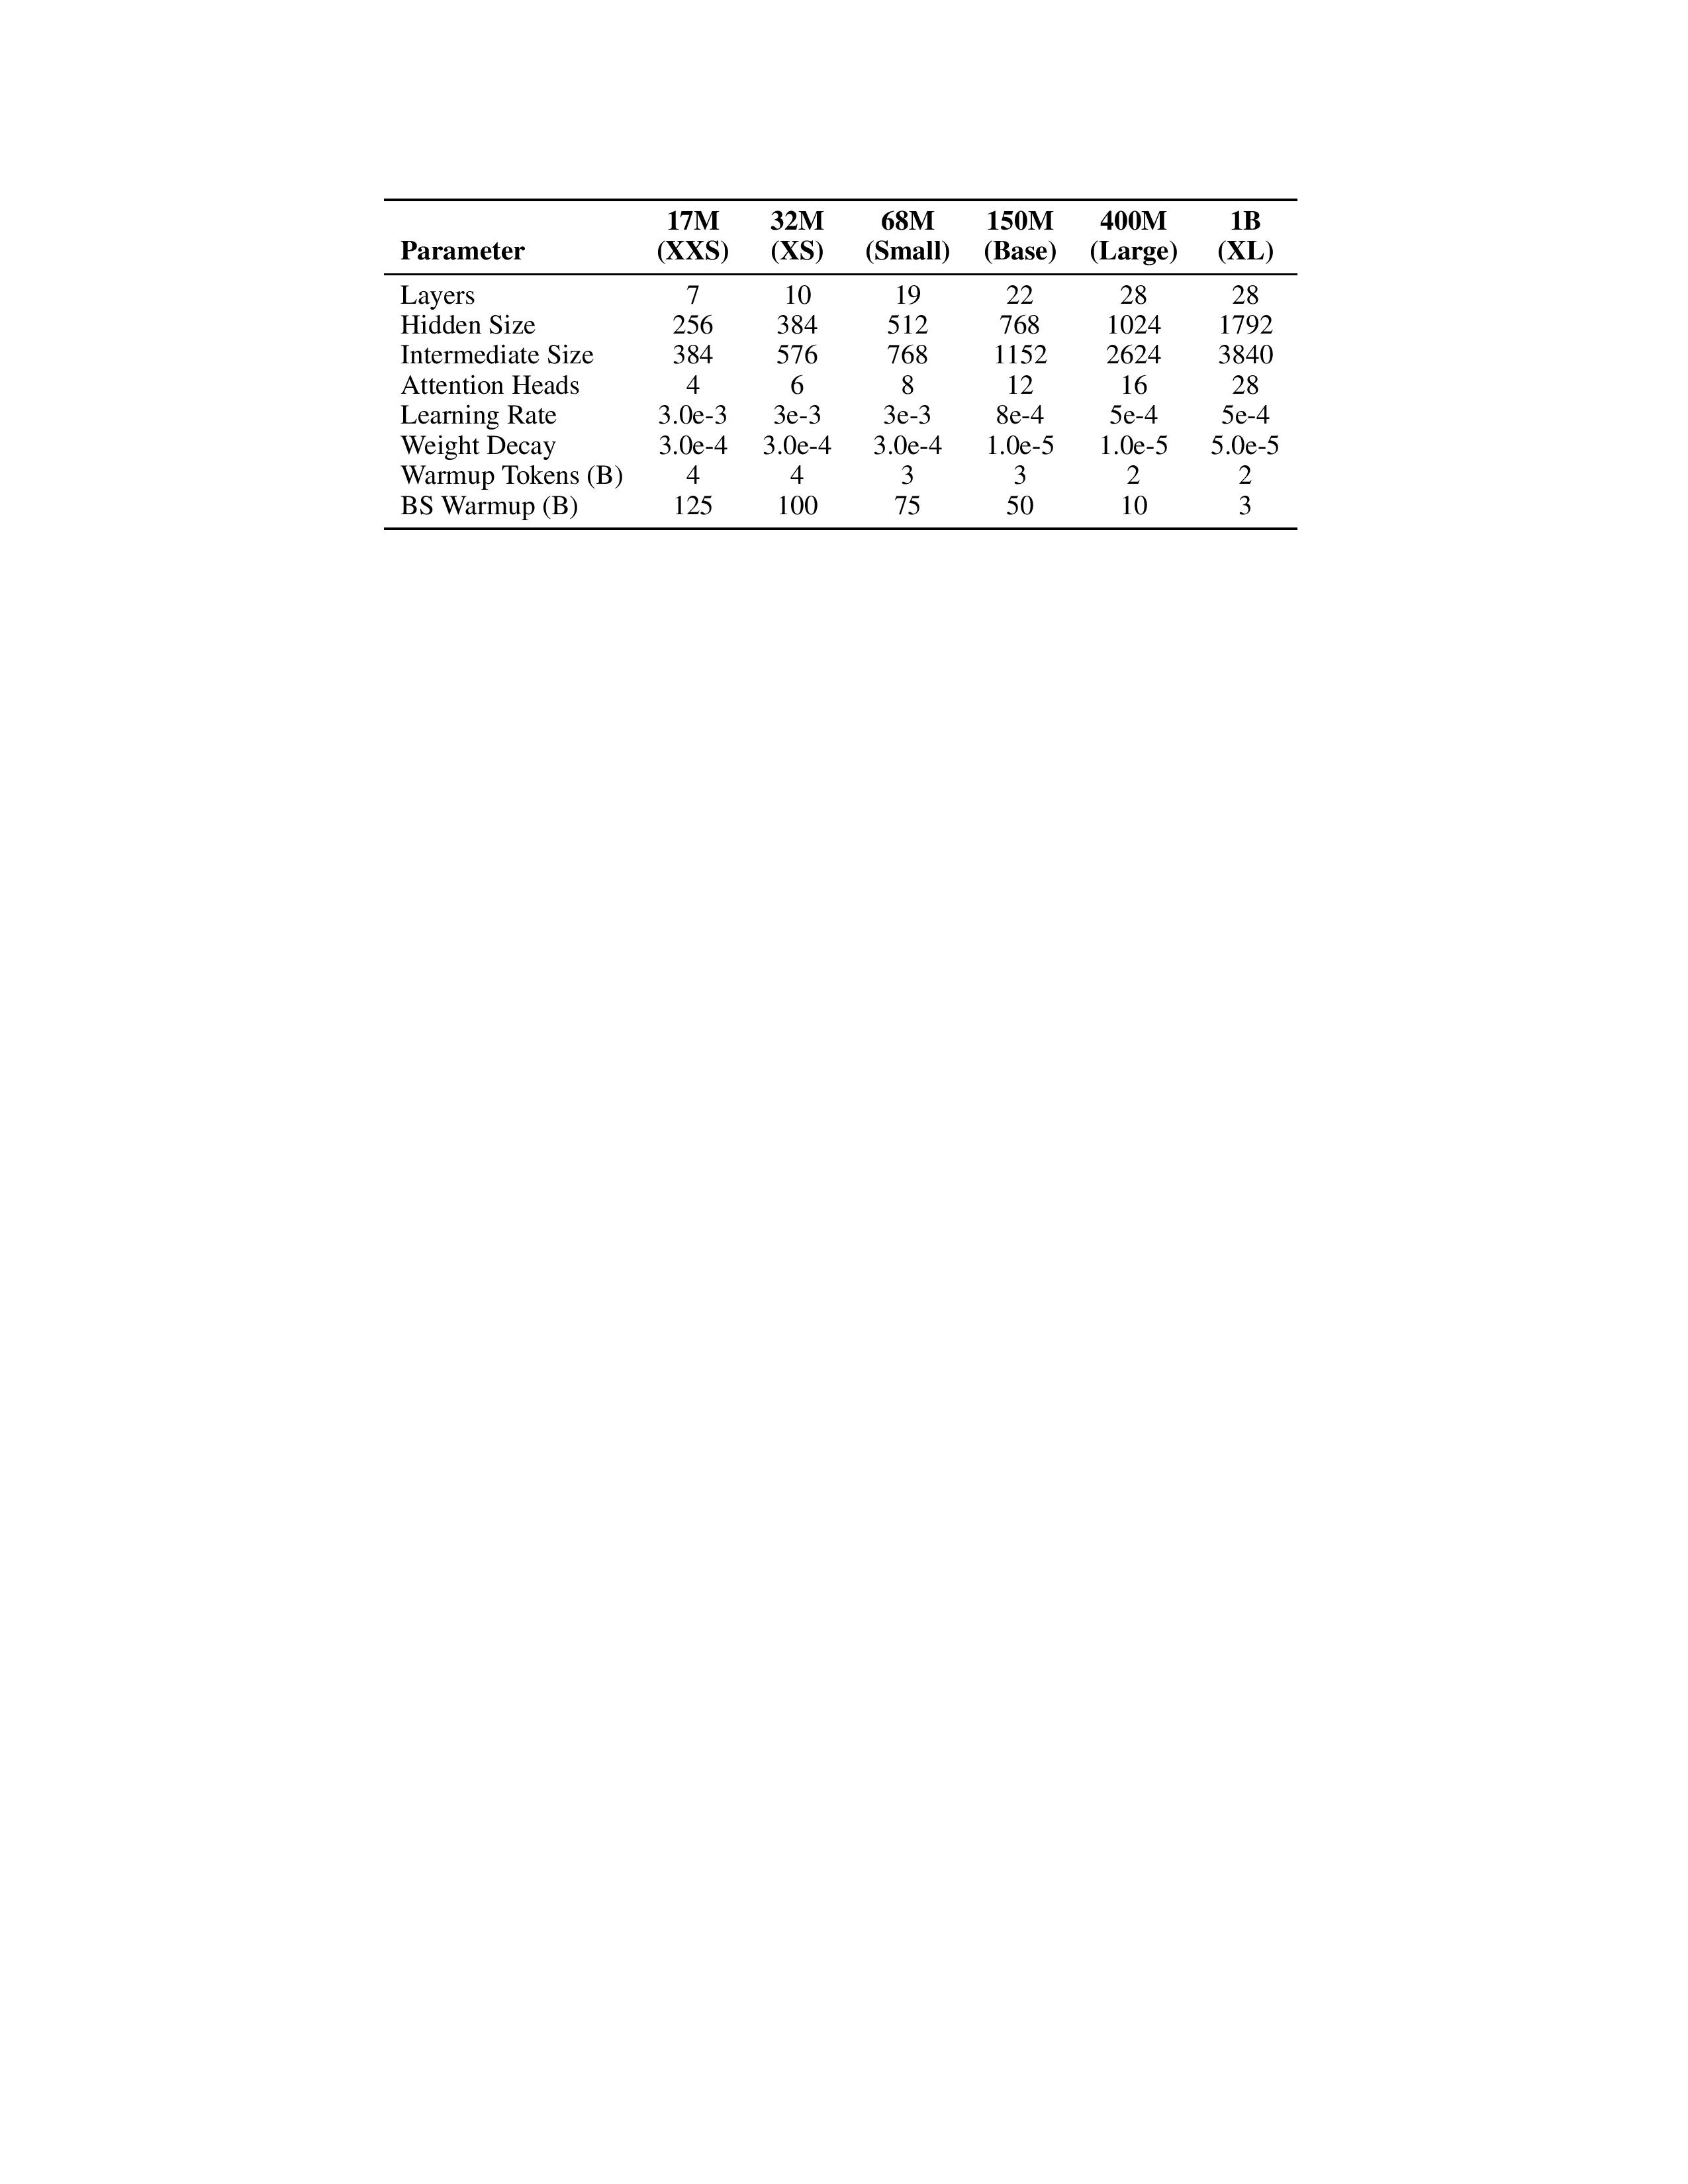 17M 32M 68M 150M 400M 1B
Parameter (XXS) (XS) (Small) (Base) (Large) (XL)
Layers 7 10 19 22 28 28
Hidden Size 256 384 512 768 1024 1792
Intermediate Size 384 576 768 1152 2624 3840
Attention Heads 4 6 8 12 16 28
Learning Rate 3.0e-3 3e-3 3e-3 8e-4 5e-4 5e-4
Weight Decay 3.0e-4 3.0e-4 3.0e-4 1.0e-5 1.0e-5 5.0e-5
Warmup Tokens (B) 4 4 3 3 2 2
BS Warmup (B) 125 100 75 50 10 3